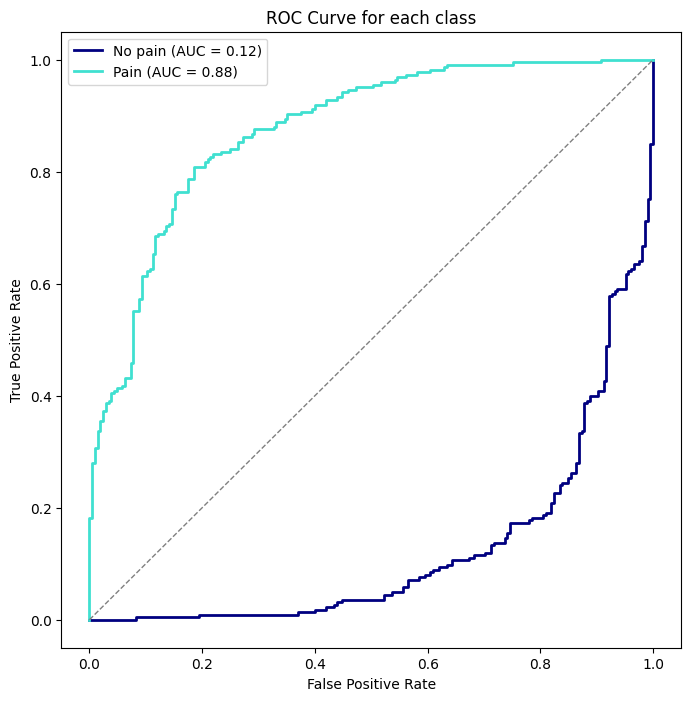 ROC Curve for each class
No pain (AUC = 0.12)
Pain (AUC = 0.88)
True Positive Rate
1.0
0.8
0.6
0.4
0.2
0.0
0.0 0.2 0.4 0.6 0.8 1.0
False Positive Rate